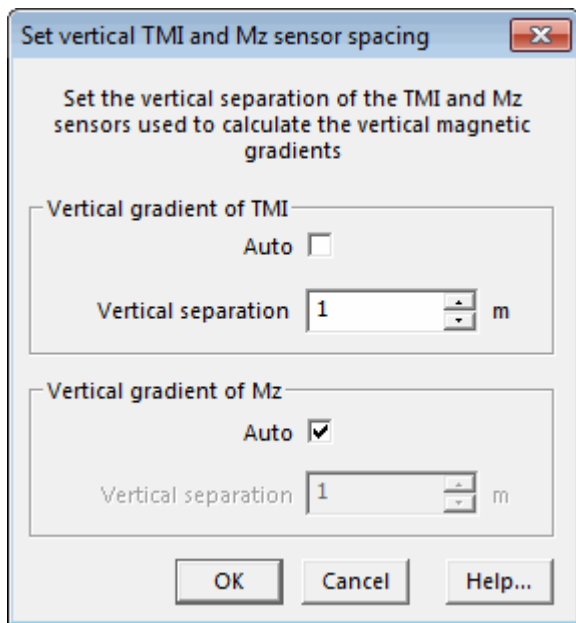 Set vertical TMI and Mz sensor spacing
Set the vertical separation of the TMI and Mz
sensors used to calculate the vertical magnetic
gradients
Vertical gradient of TMI
Auto
Vertical separation 1 m
Vertical gradient of Mz
Auto
Vertical separation 1 m
OK Cancel Help...